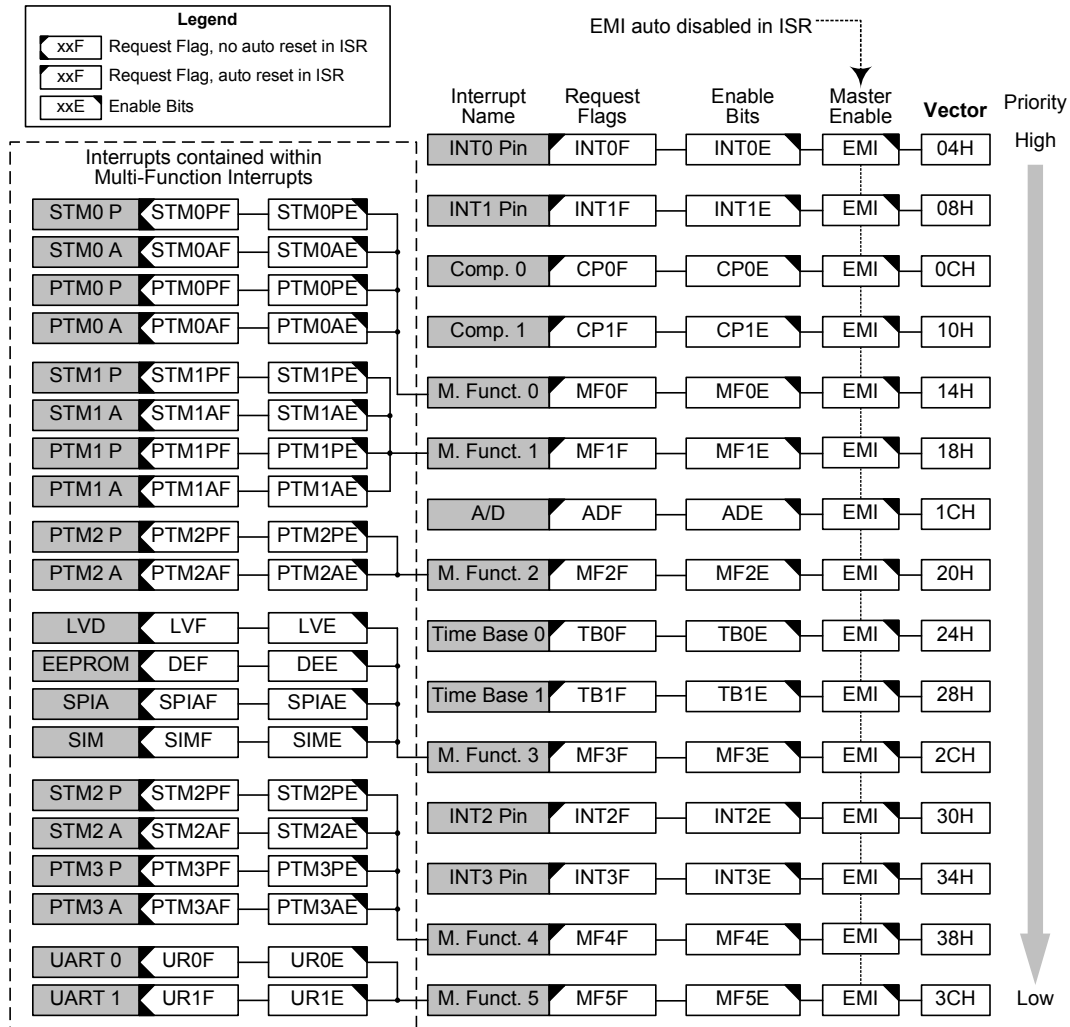 Legend
xxF Request Flag, no auto reset in ISR
xxF Request Flag, auto reset in ISR
xxE Enable Bits
EMI auto disabled in ISR
Interrupt Name Request Flags Enable Bits Master Enable Vector Priority
High
INT0 Pin INT0F INT0E EMI 04H
INT1 Pin INT1F INT1E EMI 08H
Comp. 0 CP0F CP0E EMI 0CH
Comp. 1 CP1F CP1E EMI 10H
M. Funct. 0 MF0F MF0E EMI 14H
M. Funct. 1 MF1F MF1E EMI 18H
A/D ADF ADE EMI 1CH
M. Funct. 2 MF2F MF2E EMI 20H
Time Base 0 TB0F TB0E EMI 24H
Time Base 1 TB1F TB1E EMI 28H
M. Funct. 3 MF3F MF3E EMI 2CH
INT2 Pin INT2F INT2E EMI 30H
INT3 Pin INT3F INT3E EMI 34H
M. Funct. 4 MF4F MF4E EMI 38H
M. Funct. 5 MF5F MF5E EMI 3CH
Low
Interrupts contained within
Multi-Function Interrupts
STM0 P STM0PF STM0PE
STM0 A STM0AF STM0AE
PTM0 P PTM0PF PTM0PE
PTM0 A PTM0AF PTM0AE
STM1 P STM1PF STM1PE
STM1 A STM1AF STM1AE
PTM1 P PTM1PF PTM1PE
PTM1 A PTM1AF PTM1AE
PTM2 P PTM2PF PTM2PE
PTM2 A PTM2AF PTM2AE
LVD LVF LVE
EEPROM DEF DEE
SPIA SPIAF SPIAE
SIM SIMF SIME
STM2 P STM2PF STM2PE
STM2 A STM2AF STM2AE
PTM3 P PTM3PF PTM3PE
PTM3 A PTM3AF PTM3AE
UART 0 UR0F UR0E
UART 1 UR1F UR1E